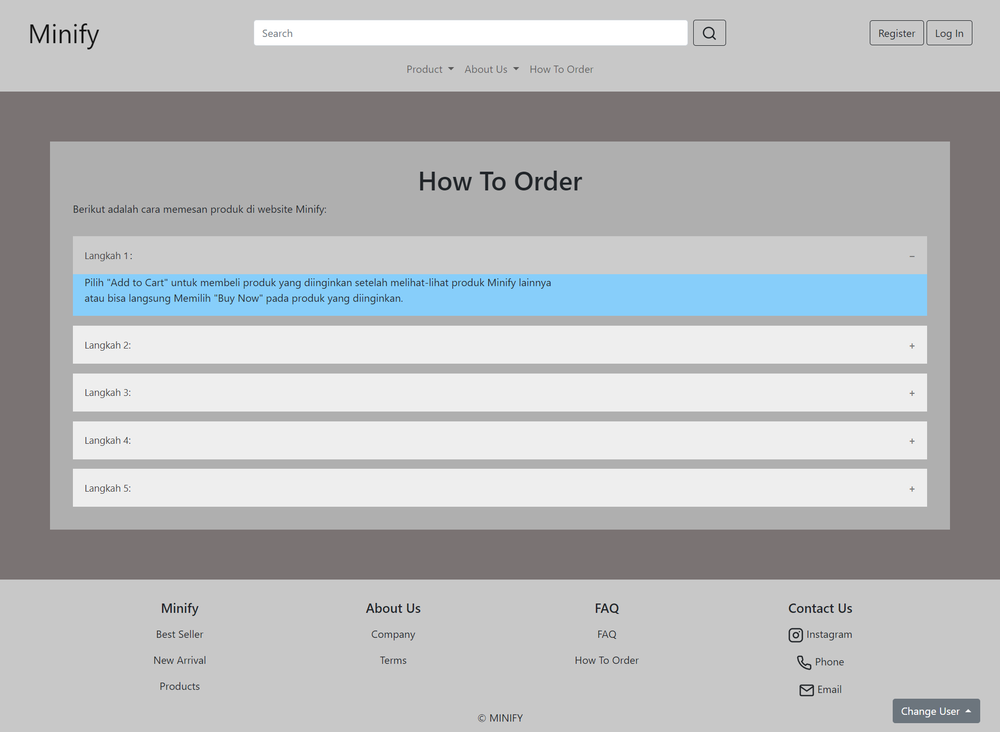 Minify
Search
Register
Log In
Product
About Us
How To Order
How To Order
Berikut adalah cara memesan produk di website Minify:
Langkah 1 :
Pilih "Add to Cart" untuk membeli produk yang diinginkan setelah melihat-lihat produk Minify lainnya
atau bisa langsung Memilih "Buy Now" pada produk yang diinginkan.
Langkah 2:
Langkah 3:
Langkah 4:
Langkah 5:
Minify
Best Seller
New Arrival
Products
About Us
Company
Terms
FAQ
FAQ
How To Order
Contact Us
Instagram
Phone
Email
Change User
© MINIFY